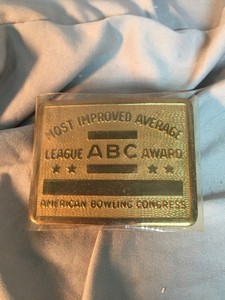 MOST IMPROVED AVERAGE
LEAGUE ABC AWARD
AMERICAN BOWLING CONGRESS